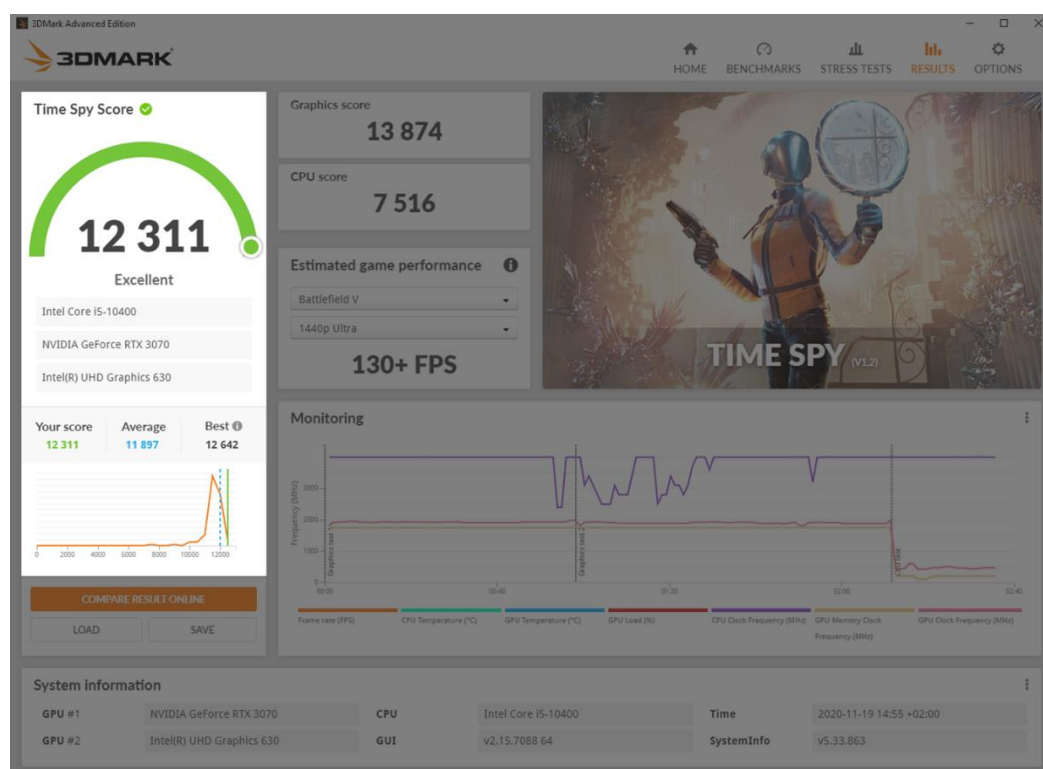 3DMark Advanced Edition
3DMARK
HOME BENCHMARKS STRESS TESTS RESULTS OPTIONS
Time Spy Score
12 311
Excellent
Intel Core i5-10400
NVIDIA GeForce RTX 3070
Intel(R) UHD Graphics 630
Your score Average Best
12 311 11 897 12 642
0 2000 4000 6000 8000 10000 12000
COMPARE RESULT ONLINE
LOAD SAVE
Graphics score
13 874
CPU score
7 516
Estimated game performance
Battlefield V
1440p Ultra
130+ FPS
TIME SPY (V1.2)
Monitoring
Frequency (MHz)
3000
2000
1000
0
Graphics test 1
Graphics test 2
CPU test
00:00 00:40 01:20 02:00 02:40
Frame rate (FPS) CPU Temperature (°C) GPU Temperature (°C) GPU Load (%) CPU Clock Frequency (MHz) GPU Memory Clock Frequency (MHz) GPU Clock Frequency (MHz)
System information
GPU #1 NVIDIA GeForce RTX 3070 CPU Intel Core i5-10400 Time 2020-11-19 14:55 +02:00
GPU #2 Intel(R) UHD Graphics 630 GUI v2.15.7088 64 SystemInfo v5.33.863